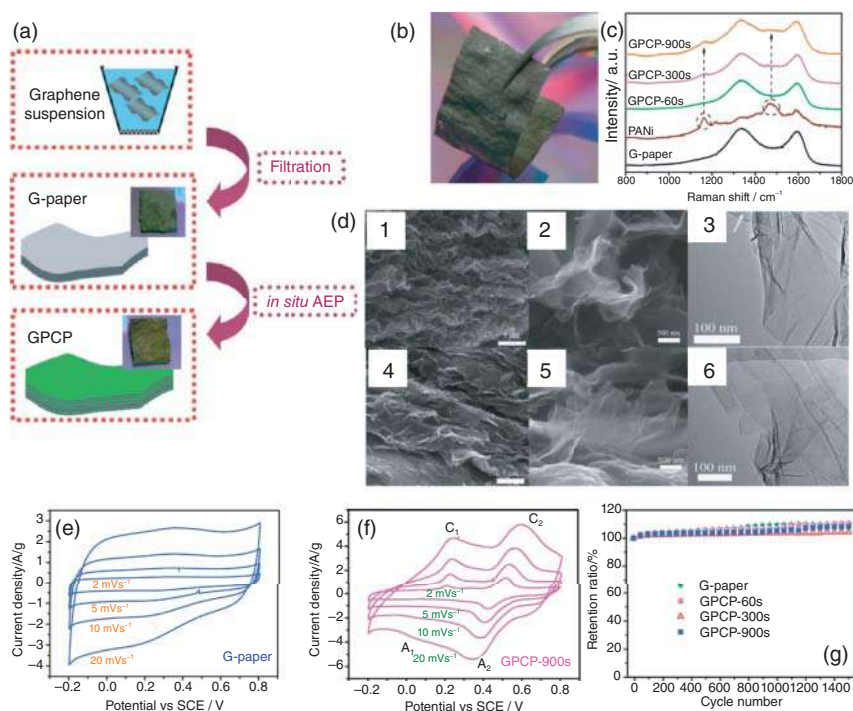 (a)
Graphene
suspension
Filtration
G-paper
in situ AEP
GPCP
(b)
(c)
Intensity/ a.u.
GPCP-900s
GPCP-300s
GPCP-60s
PANi
G-paper
800 1000 1200 1400 1600 1800
Raman shift / cm⁻¹
(d)
1
2
500 nm
3
100 nm
4
5
500 nm
6
100 nm
(e)
Current density/A/g
3
2
1
0
–1
–2
–3
–4
2 mVs⁻¹
5 mVs⁻¹
10 mVs⁻¹
20 mVs⁻¹
G-paper
–0.2 0.0 0.2 0.4 0.6 0.8
Potential vs SCE / V
(f)
Current density/A/g
6
4
2
0
–2
–4
–6
C₁
C₂
2 mVs⁻¹
5 mVs⁻¹
10 mVs⁻¹
20 mVs⁻¹
A₁
A₂
GPCP-900s
–0.2 0.0 0.2 0.4 0.6 0.8
Potential vs SCE / V
Retention ratio/%
120
110
100
90
80
60
40
20
0
G-paper
GPCP-60s
GPCP-300s
GPCP-900s
(g)
0 200 400 600 800 1000 1200 1400
Cycle number